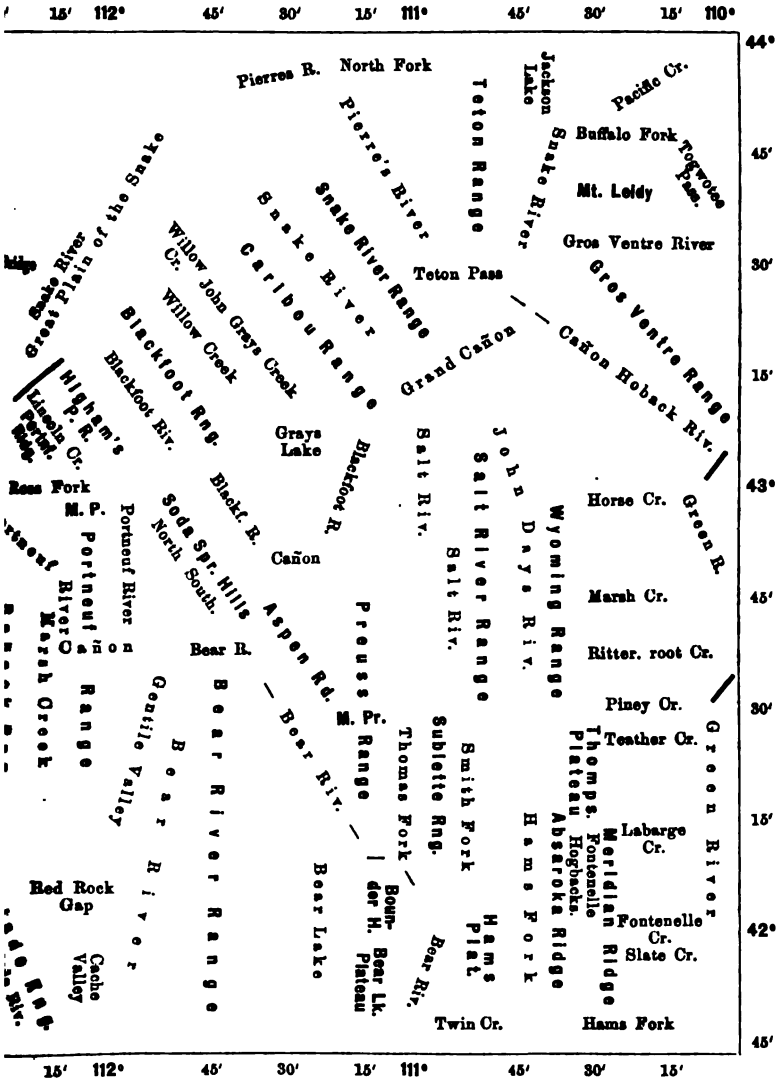 15′ 112° 45′ 30′ 15′ 111° 45′ 30′ 15′ 110°
44°
Pierres R.
North Fork
Jackson
Lake
Pacific Cr.
Teton Range
Pierre's River
Buffalo Fork
Togwotee
Pass.
45′
Snake River
Mt. Leidy
Snake River
Great Plain of the Snake
Snake River
Snake River Range
Gros Ventre River
Willow John Grays Creek
Cr.
Willow Creek
Caribou Range
Teton Pass
30′
Gros Ventre Range
Blackfoot Rng.
Grand Cañon
Cañon Hoback Riv.
Blackfoot Riv.
15′
Higham's
P. R.
Lincoln Cr.
Portnf.
Ridg.
Grays
Lake
Blackfoot R.
Salt Riv.
John Days Riv.
Salt River Range
43°
Ross Fork
M. P.
Blackf. R.
Horse Cr.
Green R.
Portneuf River
Soda Spr. Hills
North South.
Wyoming Range
Cañon
Salt Riv.
River
Portneuf
Range
Marsh Creek
Marsh Cr.
45′
Cañon
Bear R.
Aspen Rd.
Preuss
Range
Ritter. root Cr.
Piney Cr.
30′
Gentile Valley
Bear River
Bear River Range
Bear Riv.
M. Pr.
Thomas Fork
Sublette Rng.
Smith Fork
Thomps.
Plateau
Teather Cr.
Green River
Hams Fork
Absaroka Ridge
Fontenelle
Hogbacks.
Meridian Ridge
Labarge
Cr.
15′
Red Rock
Gap
Bear Lake
Boun-
der H.
Bear Lk.
Plateau
Bear Riv.
Hams
Plat.
Fontenelle
Cr.
42°
Slate Cr.
Cache
Valley
Rng.
Riv.
Twin Cr.
Hams Fork
45′
15′ 112° 45′ 30′ 15′ 111° 45′ 30′ 15′